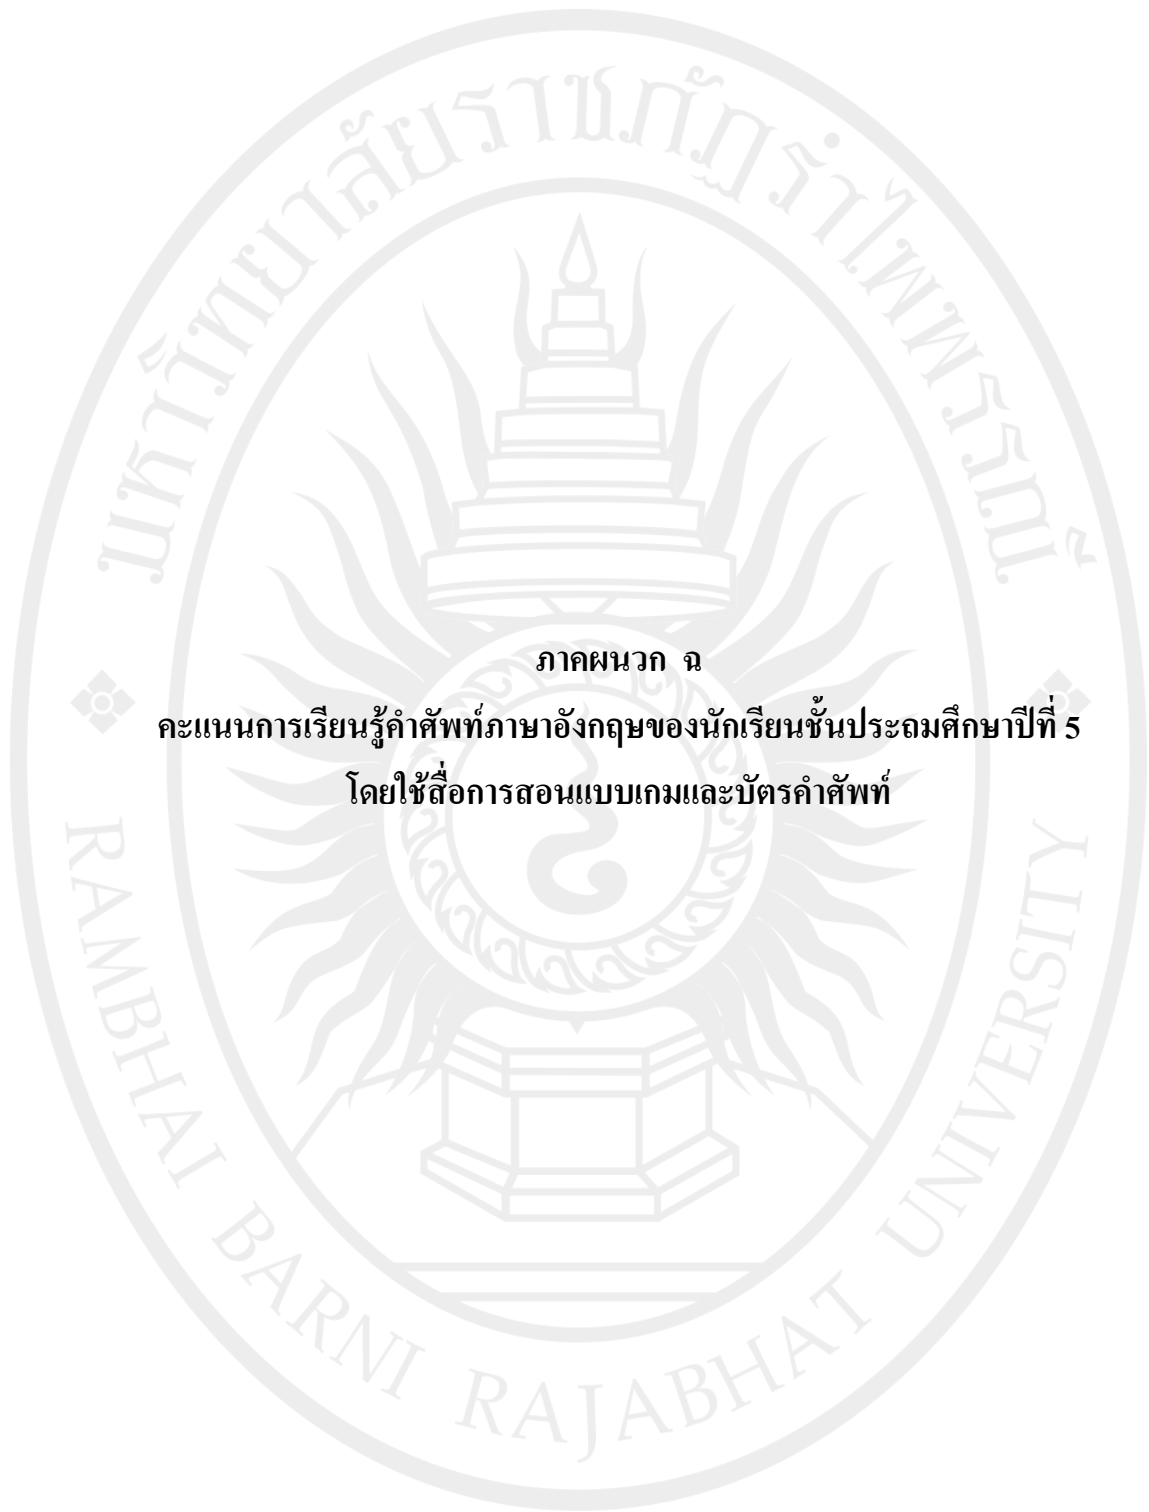 มหาวิทยาลัยราชภัฏรำไพพรรณี
ภาคผนวก ฉ
คะแนนการเรียนรู้คำศัพท์ภาษาอังกฤษของนักเรียนชั้นประถมศึกษาปีที่ 5
โดยใช้สื่อการสอนแบบเกมและบัตรคำศัพท์
RAMBHAI BARNI RAJABHAT UNIVERSITY